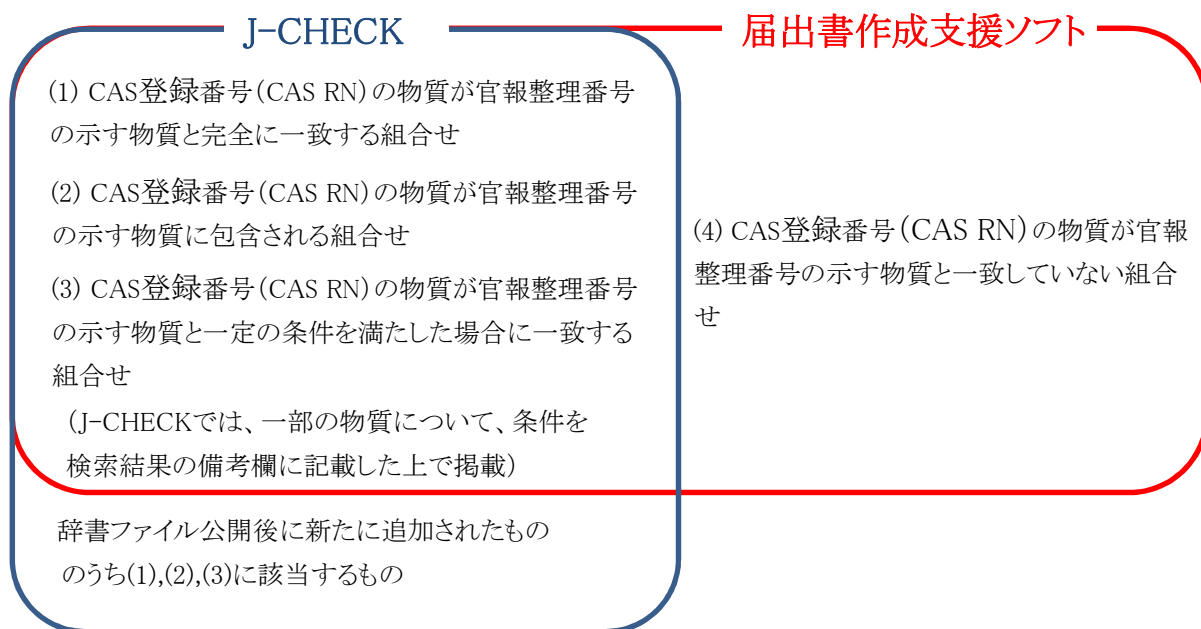 J-CHECK
届出書作成支援ソフト
(1) CAS登録番号(CAS RN)の物質が官報整理番号
の示す物質と完全に一致する組合せ
(2) CAS登録番号(CAS RN)の物質が官報整理番号
の示す物質に包含される組合せ
(3) CAS登録番号(CAS RN)の物質が官報整理番号
の示す物質と一定の条件を満たした場合に一致する
組合せ
(J-CHECKでは、一部の物質について、条件を
検索結果の備考欄に記載した上で掲載)
(4) CAS登録番号(CAS RN)の物質が官報
整理番号の示す物質と一致していない組合
せ
辞書ファイル公開後に新たに追加されたもの
のうち(1),(2),(3)に該当するもの